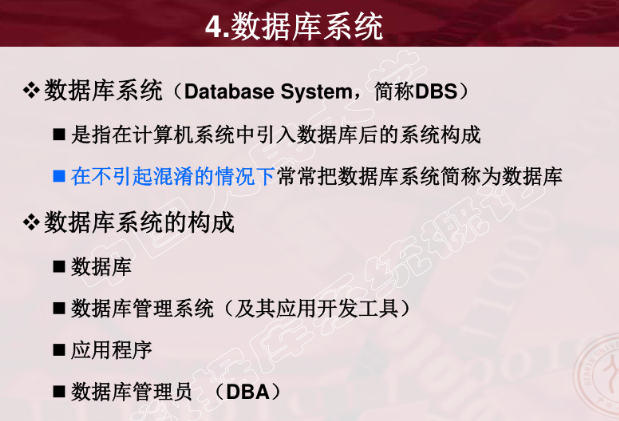 4.数据库系统
❖数据库系统（Database System，简称DBS）
■ 是指在计算机系统中引入数据库后的系统构成
■ 在不引起混淆的情况下常常把数据库系统简称为数据库
❖数据库系统的构成
■ 数据库
■ 数据库管理系统（及其应用开发工具）
■ 应用程序
■ 数据库管理员 （DBA）